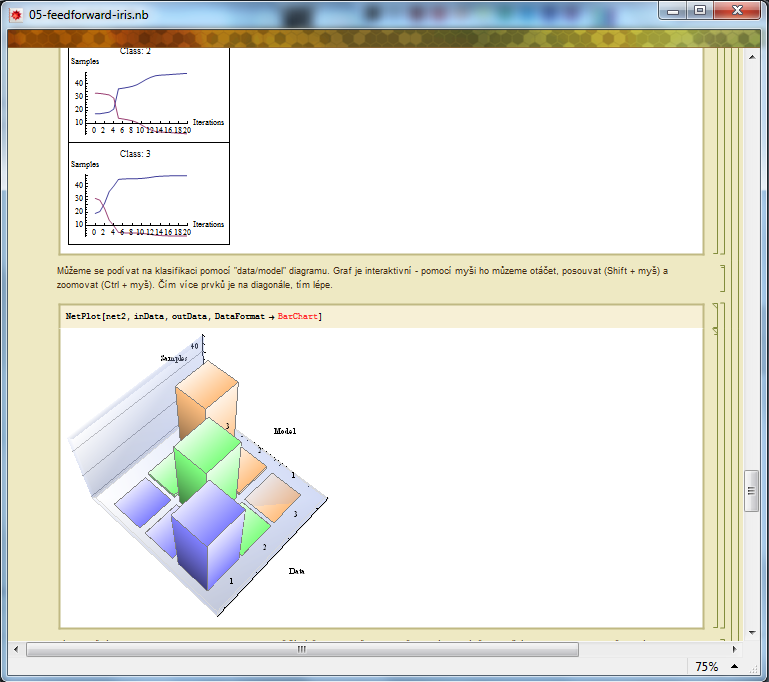 05-feedforward-iris.nb
Class: 2
Samples
40
30
20
10
0 2 4 6 8 10 12 14 16 18 20
Iterations
Class: 3
Samples
40
30
20
10
0 2 4 6 8 10 12 14 16 18 20
Iterations
Můžeme se podívat na klasifikaci pomocí "data/model" diagramu. Graf je interaktivní - pomocí myši ho můzeme otáčet, posouvat (Shift + myš) a
zoomovat (Ctrl + myš). Čím více prvků je na diagonále, tím lépe.
NetPlot[net2, inData, outData, DataFormat → BarChart]
40
Samples
3
Model
2
1
3
2
Data
1
75%